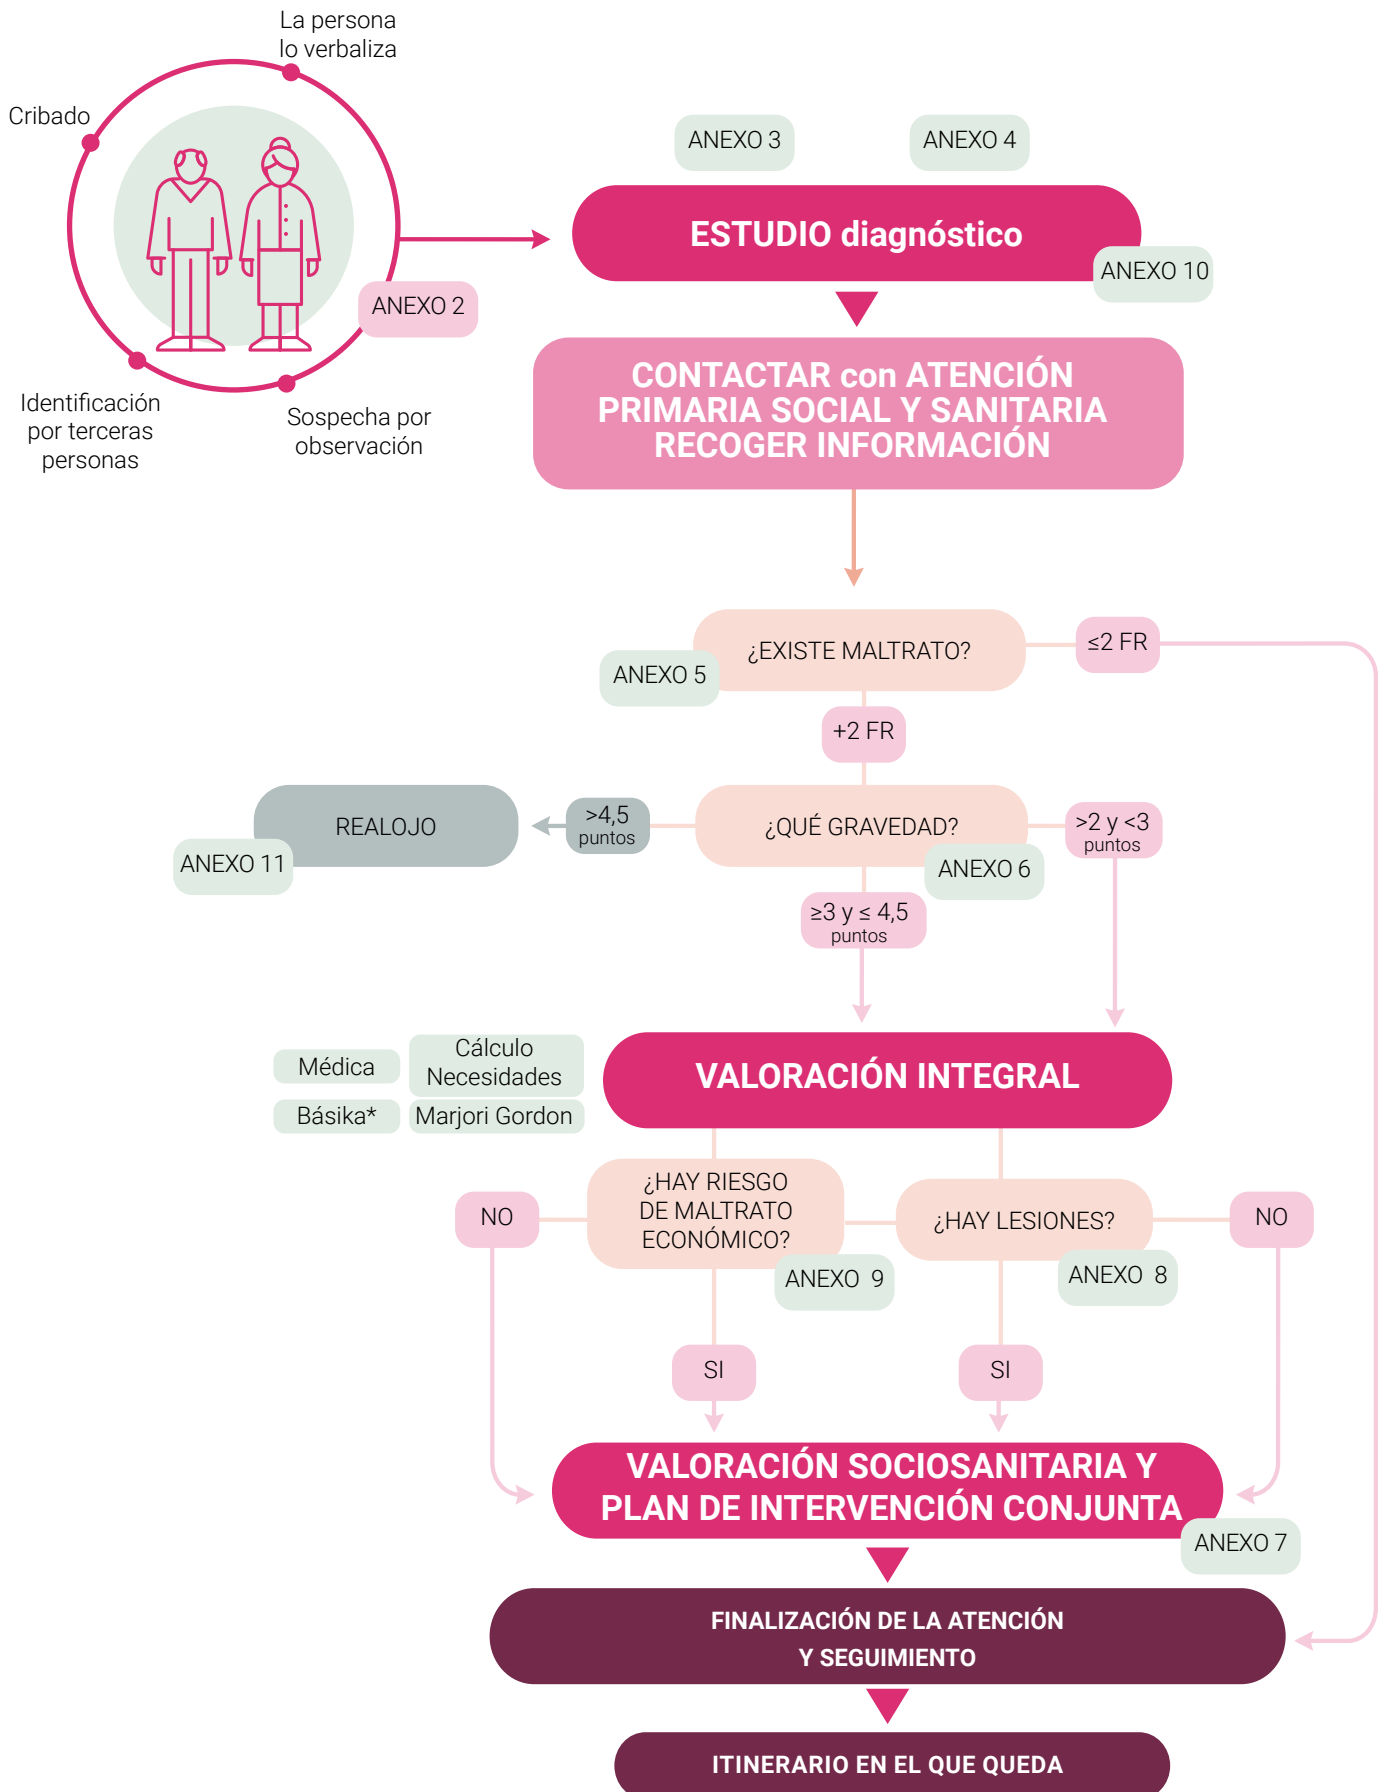 La persona
lo verbaliza
Cribado
ANEXO 2
Identificación
por terceras
personas
Sospecha por
observación
ANEXO 3
ANEXO 4
ESTUDIO diagnóstico
ANEXO 10
CONTACTAR con ATENCIÓN
PRIMARIA SOCIAL Y SANITARIA
RECOGER INFORMACIÓN
¿EXISTE MALTRATO?
≤2 FR
ANEXO 5
+2 FR
REALOJO
>4,5
puntos
¿QUÉ GRAVEDAD?
>2 y <3
puntos
ANEXO 11
ANEXO 6
≥3 y ≤ 4,5
puntos
Médica
Cálculo
Necesidades
Básika*
Marjori Gordon
VALORACIÓN INTEGRAL
NO
¿HAY RIESGO
DE MALTRATO
ECONÓMICO?
¿HAY LESIONES?
NO
ANEXO 9
ANEXO 8
SI
SI
VALORACIÓN SOCIOSANITARIA Y
PLAN DE INTERVENCIÓN CONJUNTA
ANEXO 7
FINALIZACIÓN DE LA ATENCIÓN
Y SEGUIMIENTO
ITINERARIO EN EL QUE QUEDA